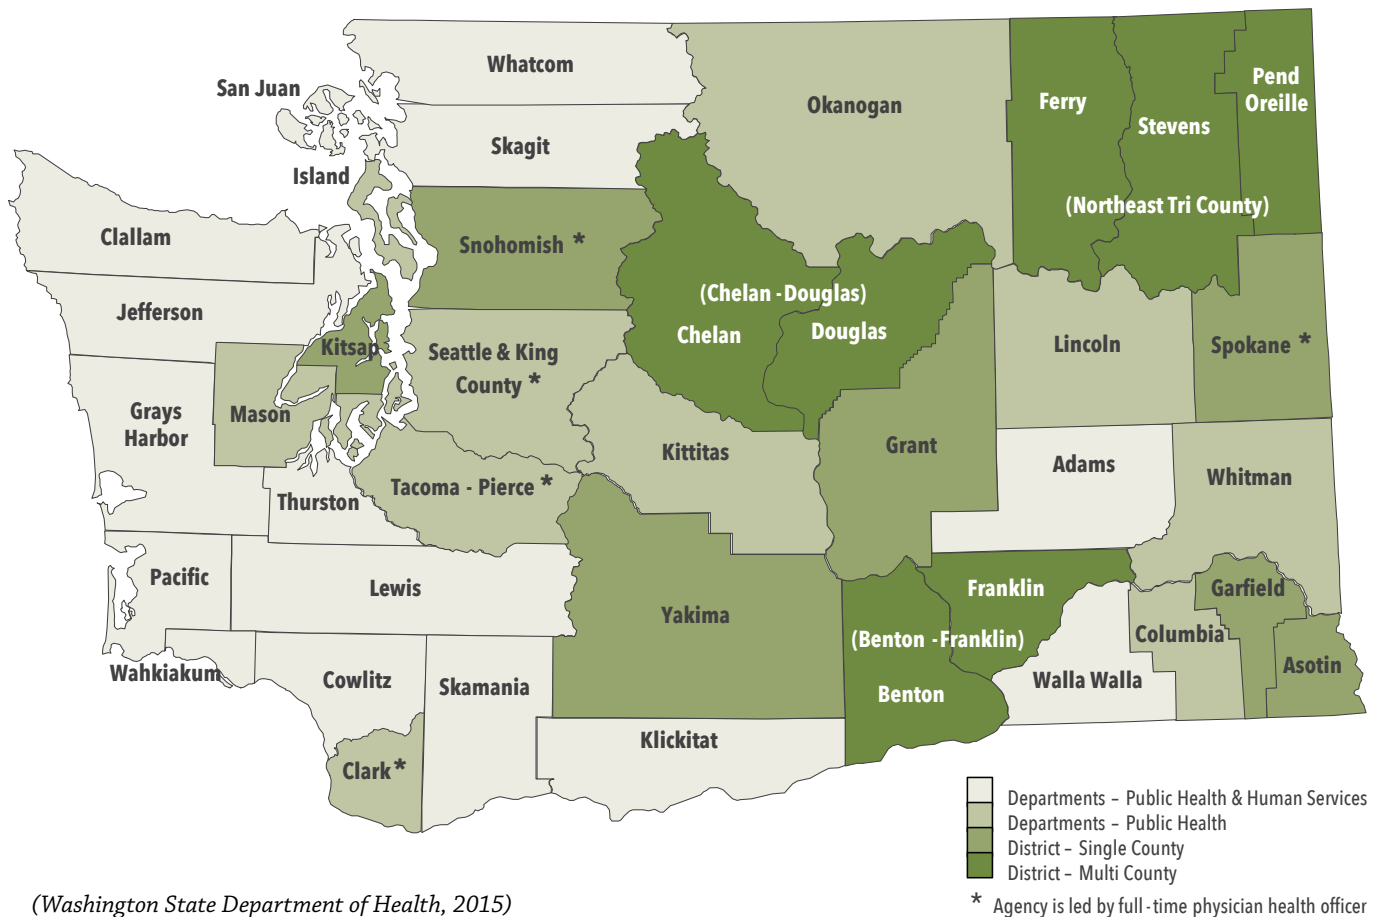 Whatcom
San Juan
Skagit
Island
Okanogan
Ferry
Stevens
Pend
Oreille
(Northeast Tri County)
Clallam
Snohomish *
Jefferson
(Chelan - Douglas)
Chelan
Douglas
Kitsap
Seattle & King
County *
Lincoln
Spokane *
Grays
Harbor
Mason
Kittitas
Grant
Adams
Whitman
Thurston
Tacoma - Pierce *
Pacific
Lewis
Yakima
Franklin
(Benton - Franklin)
Benton
Garfield
Columbia
Asotin
Walla Walla
Wahkiakum
Cowlitz
Skamania
Klickitat
Clark *
Departments – Public Health & Human Services
Departments – Public Health
District – Single County
District – Multi County
* Agency is led by full - time physician health officer
(Washington State Department of Health, 2015)